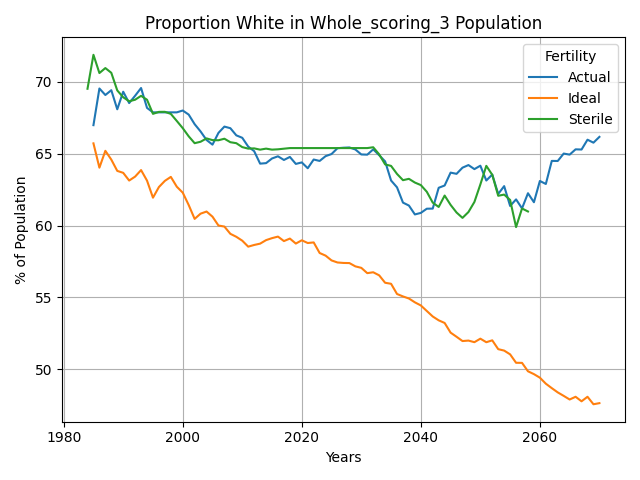 Proportion White in Whole_scoring_3 Population
% of Population
70
65
60
55
50
Fertility
Actual
Ideal
Sterile
1980
2000
2020
2040
2060
Years